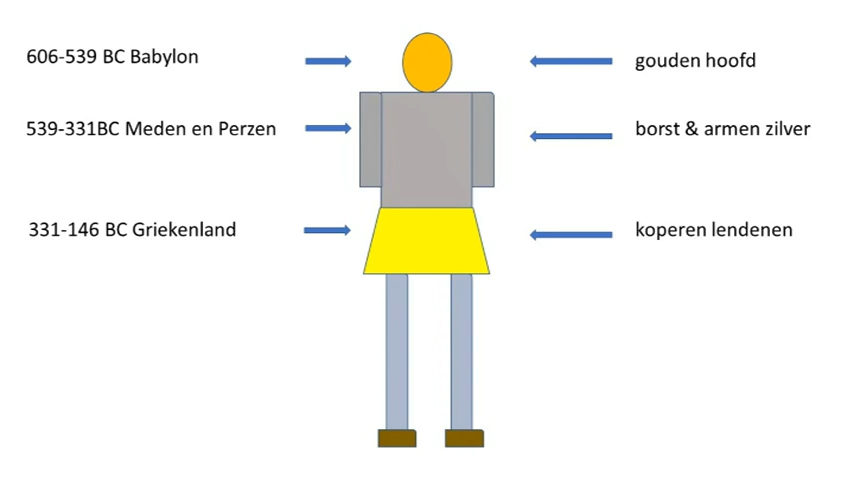 606-539 BC Babylon
gouden hoofd
539-331BC Meden en Perzen
borst & armen zilver
331-146 BC Griekenland
koperen lendenen